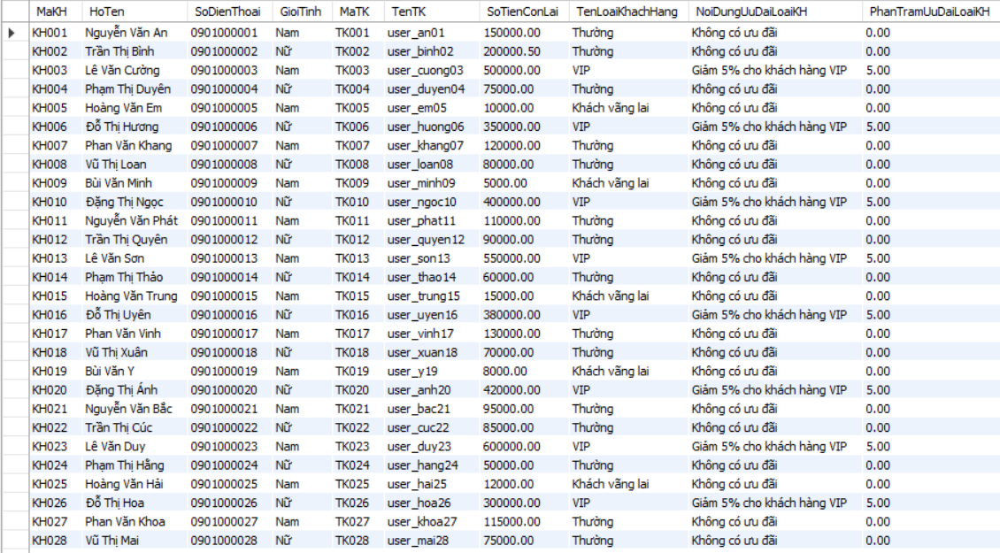 MaKH HoTen SoDienThoai GioiTinh MaTK TenTK SoTienConLai TenLoaiKhachHang NoiDungUuDaiLoaiKH PhanTramUuDaiLoaiKH
KH001 Nguyễn Văn An 0901000001 Nam TK001 user_an01 150000.00 Thường Không có ưu đãi 0.00
KH002 Trần Thị Bình 0901000002 Nữ TK002 user_binh02 200000.50 Thường Không có ưu đãi 0.00
KH003 Lê Văn Cường 0901000003 Nam TK003 user_cuong03 500000.00 VIP Giảm 5% cho khách hàng VIP 5.00
KH004 Phạm Thị Duyên 0901000004 Nữ TK004 user_duyen04 75000.00 Thường Không có ưu đãi 0.00
KH005 Hoàng Văn Em 0901000005 Nam TK005 user_em05 10000.00 Khách vãng lai Không có ưu đãi 0.00
KH006 Đỗ Thị Hương 0901000006 Nữ TK006 user_huong06 350000.00 VIP Giảm 5% cho khách hàng VIP 5.00
KH007 Phan Văn Khang 0901000007 Nam TK007 user_khang07 120000.00 Thường Không có ưu đãi 0.00
KH008 Vũ Thị Loan 0901000008 Nữ TK008 user_loan08 80000.00 Thường Không có ưu đãi 0.00
KH009 Bùi Văn Minh 0901000009 Nam TK009 user_minh09 5000.00 Khách vãng lai Không có ưu đãi 0.00
KH010 Đặng Thị Ngọc 0901000010 Nữ TK010 user_ngoc10 400000.00 VIP Giảm 5% cho khách hàng VIP 5.00
KH011 Nguyễn Văn Phát 0901000011 Nam TK011 user_phat11 110000.00 Thường Không có ưu đãi 0.00
KH012 Trần Thị Quyên 0901000012 Nữ TK012 user_quyen12 90000.00 Thường Không có ưu đãi 0.00
KH013 Lê Văn Sơn 0901000013 Nam TK013 user_son13 550000.00 VIP Giảm 5% cho khách hàng VIP 5.00
KH014 Phạm Thị Thảo 0901000014 Nữ TK014 user_thao14 60000.00 Thường Không có ưu đãi 0.00
KH015 Hoàng Văn Trung 0901000015 Nam TK015 user_trung15 15000.00 Khách vãng lai Không có ưu đãi 0.00
KH016 Đỗ Thị Uyên 0901000016 Nữ TK016 user_uyen16 380000.00 VIP Giảm 5% cho khách hàng VIP 5.00
KH017 Phan Văn Vinh 0901000017 Nam TK017 user_vinh17 130000.00 Thường Không có ưu đãi 0.00
KH018 Vũ Thị Xuân 0901000018 Nữ TK018 user_xuan18 70000.00 Thường Không có ưu đãi 0.00
KH019 Bùi Văn Y 0901000019 Nam TK019 user_y19 8000.00 Khách vãng lai Không có ưu đãi 0.00
KH020 Đặng Thị Ánh 0901000020 Nữ TK020 user_anh20 420000.00 VIP Giảm 5% cho khách hàng VIP 5.00
KH021 Nguyễn Văn Bắc 0901000021 Nam TK021 user_bac21 95000.00 Thường Không có ưu đãi 0.00
KH022 Trần Thị Cúc 0901000022 Nữ TK022 user_cuc22 85000.00 Thường Không có ưu đãi 0.00
KH023 Lê Văn Duy 0901000023 Nam TK023 user_duy23 600000.00 VIP Giảm 5% cho khách hàng VIP 5.00
KH024 Phạm Thị Hằng 0901000024 Nữ TK024 user_hang24 50000.00 Thường Không có ưu đãi 0.00
KH025 Hoàng Văn Hải 0901000025 Nam TK025 user_hai25 12000.00 Khách vãng lai Không có ưu đãi 0.00
KH026 Đỗ Thị Hoa 0901000026 Nữ TK026 user_hoa26 300000.00 VIP Giảm 5% cho khách hàng VIP 5.00
KH027 Phan Văn Khoa 0901000027 Nam TK027 user_khoa27 115000.00 Thường Không có ưu đãi 0.00
KH028 Vũ Thị Mai 0901000028 Nữ TK028 user_mai28 75000.00 Thường Không có ưu đãi 0.00